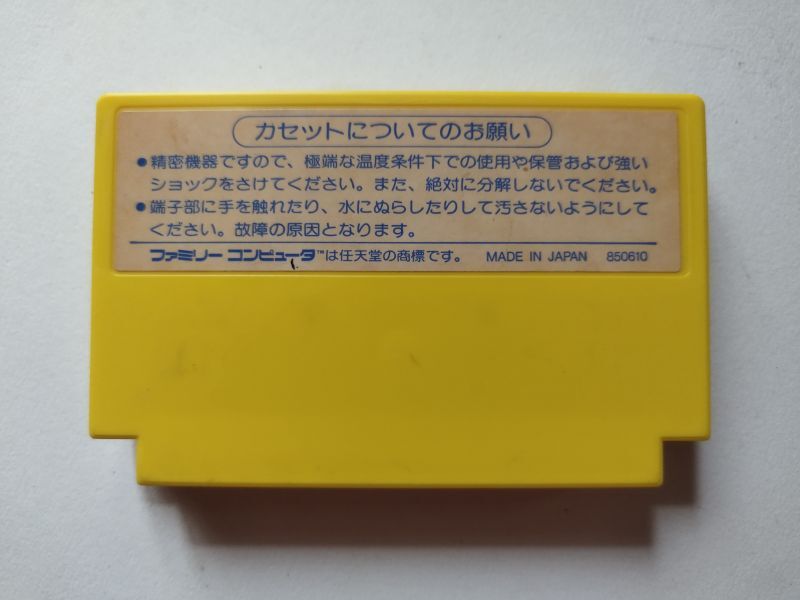 カセットについてのお願い
●精密機器ですので、極端な温度条件下での使用や保管および強い
ショックをさけてください。また、絶対に分解しないでください。
●端子部に手を触れたり、水にぬらしたりして汚さないようにして
ください。故障の原因となります。
ファミリーコンピュータ™は任天堂の商標です。 MADE IN JAPAN 850610